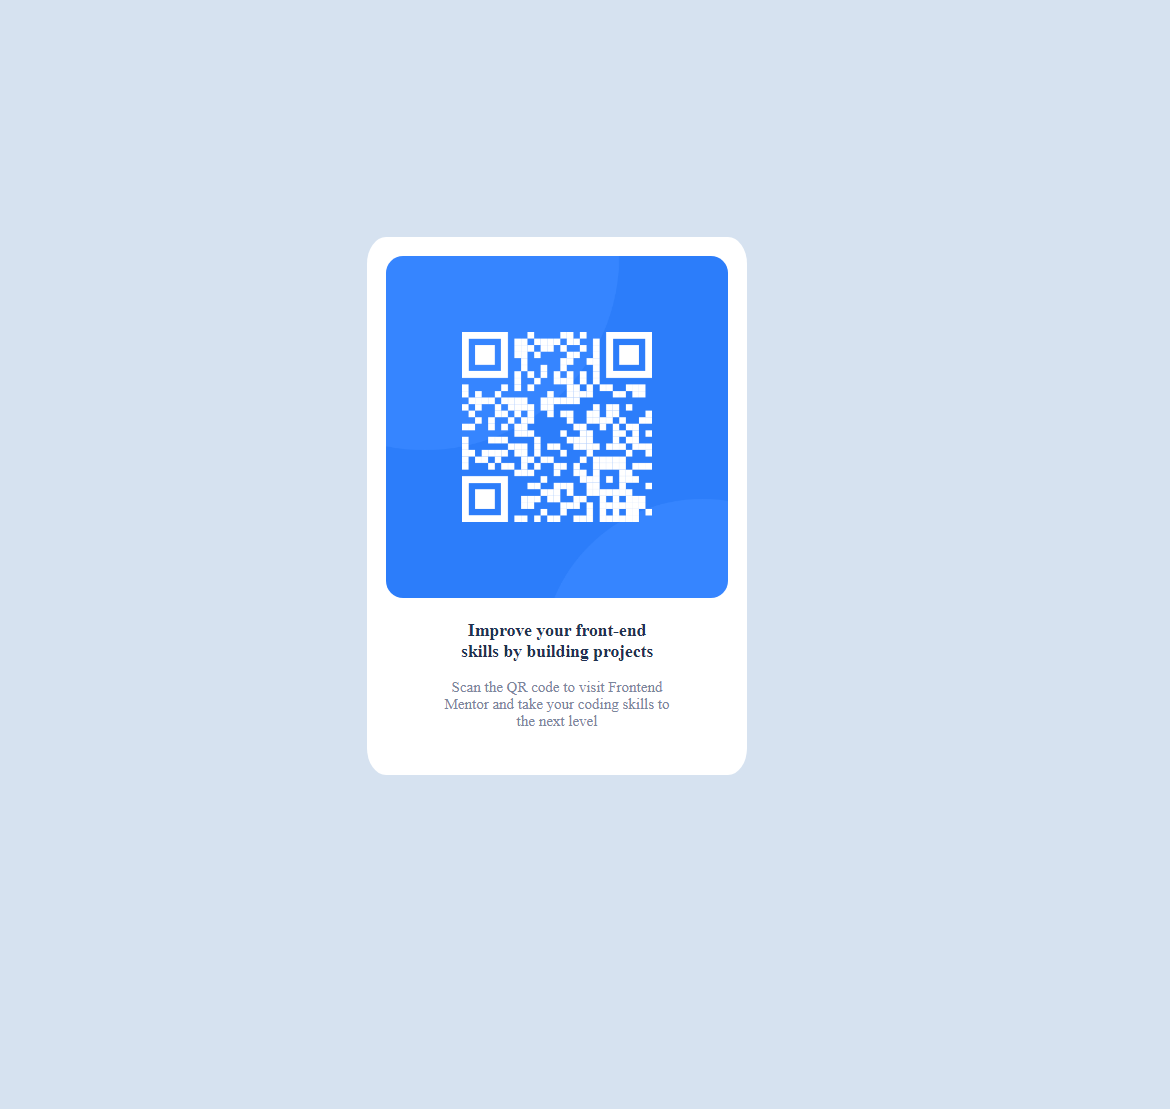 Improve your front-end
skills by building projects
Scan the QR code to visit Frontend
Mentor and take your coding skills to
the next level